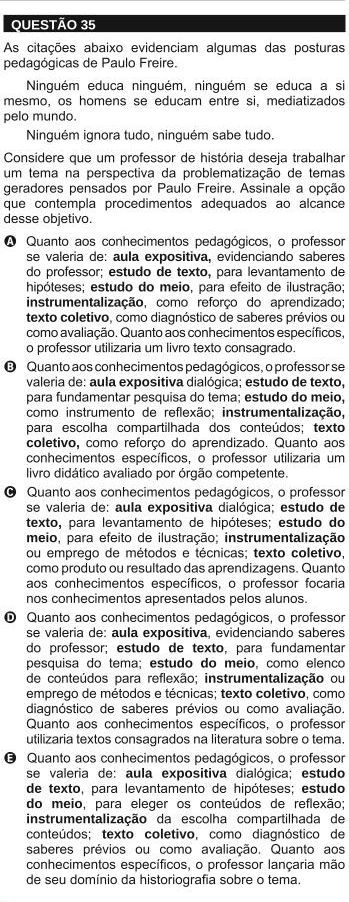 QUESTÃO 35
As citações abaixo evidenciam algumas das posturas
pedagógicas de Paulo Freire.
Ninguém educa ninguém, ninguém se educa a si
mesmo, os homens se educam entre si, mediatizados
pelo mundo.
Ninguém ignora tudo, ninguém sabe tudo.
Considere que um professor de história deseja trabalhar
um tema na perspectiva da problematização de temas
geradores pensados por Paulo Freire. Assinale a opção
que contempla procedimentos adequados ao alcance
desse objetivo.
A Quanto aos conhecimentos pedagógicos, o professor
se valeria de: aula expositiva, evidenciando saberes
do professor; estudo de texto, para levantamento de
hipóteses; estudo do meio, para efeito de ilustração;
instrumentalização, como reforço do aprendizado;
texto coletivo, como diagnóstico de saberes prévios ou
como avaliação. Quanto aos conhecimentos específicos,
o professor utilizaria um livro texto consagrado.
B Quanto aos conhecimentos pedagógicos, o professor se
valeria de: aula expositiva dialógica; estudo de texto,
para fundamentar pesquisa do tema; estudo do meio,
como instrumento de reflexão; instrumentalização,
para escolha compartilhada dos conteúdos; texto
coletivo, como reforço do aprendizado. Quanto aos
conhecimentos específicos, o professor utilizaria um
livro didático avaliado por órgão competente.
C Quanto aos conhecimentos pedagógicos, o professor
se valeria de: aula expositiva dialógica; estudo de
texto, para levantamento de hipóteses; estudo do
meio, para efeito de ilustração; instrumentalização
ou emprego de métodos e técnicas; texto coletivo,
como produto ou resultado das aprendizagens. Quanto
aos conhecimentos específicos, o professor focaria
nos conhecimentos apresentados pelos alunos.
D Quanto aos conhecimentos pedagógicos, o professor
se valeria de: aula expositiva, evidenciando saberes
do professor; estudo de texto, para fundamentar
pesquisa do tema; estudo do meio, como elenco
de conteúdos para reflexão; instrumentalização ou
emprego de métodos e técnicas; texto coletivo, como
diagnóstico de saberes prévios ou como avaliação.
Quanto aos conhecimentos específicos, o professor
utilizaria textos consagrados na literatura sobre o tema.
E Quanto aos conhecimentos pedagógicos, o professor
se valeria de: aula expositiva dialógica; estudo
de texto, para levantamento de hipóteses; estudo
do meio, para eleger os conteúdos de reflexão;
instrumentalização da escolha compartilhada de
conteúdos; texto coletivo, como diagnóstico de
saberes prévios ou como avaliação. Quanto aos
conhecimentos específicos, o professor lançaria mão
de seu domínio da historiografia sobre o tema.